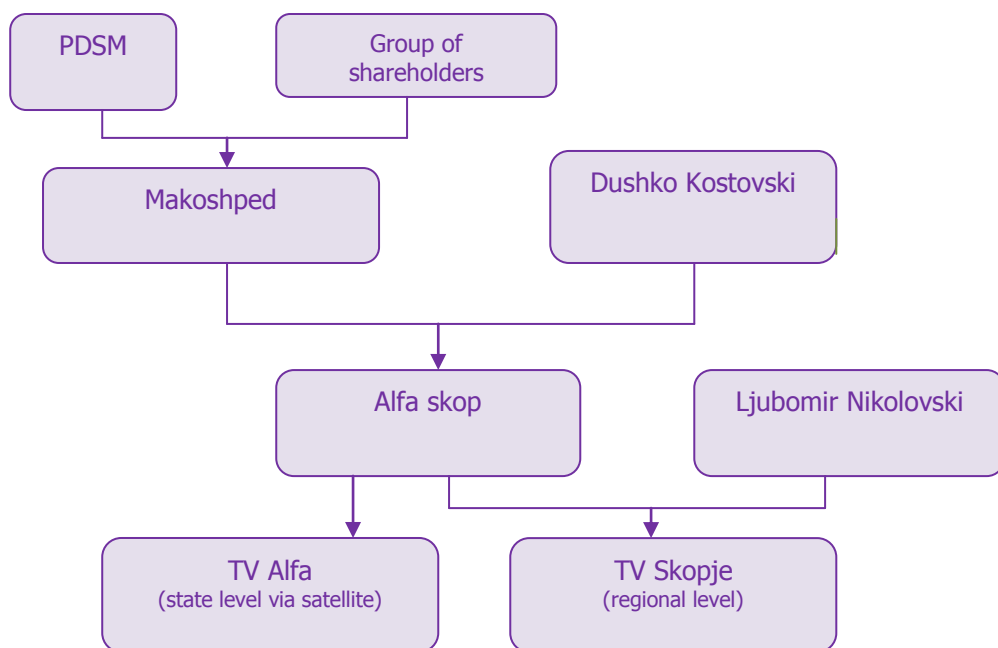 PDSM
Group of
shareholders
Makoshped
Dushko Kostovski
Alfa skop
Ljubomir Nikolovski
TV Alfa
(state level via satellite)
TV Skopje
(regional level)